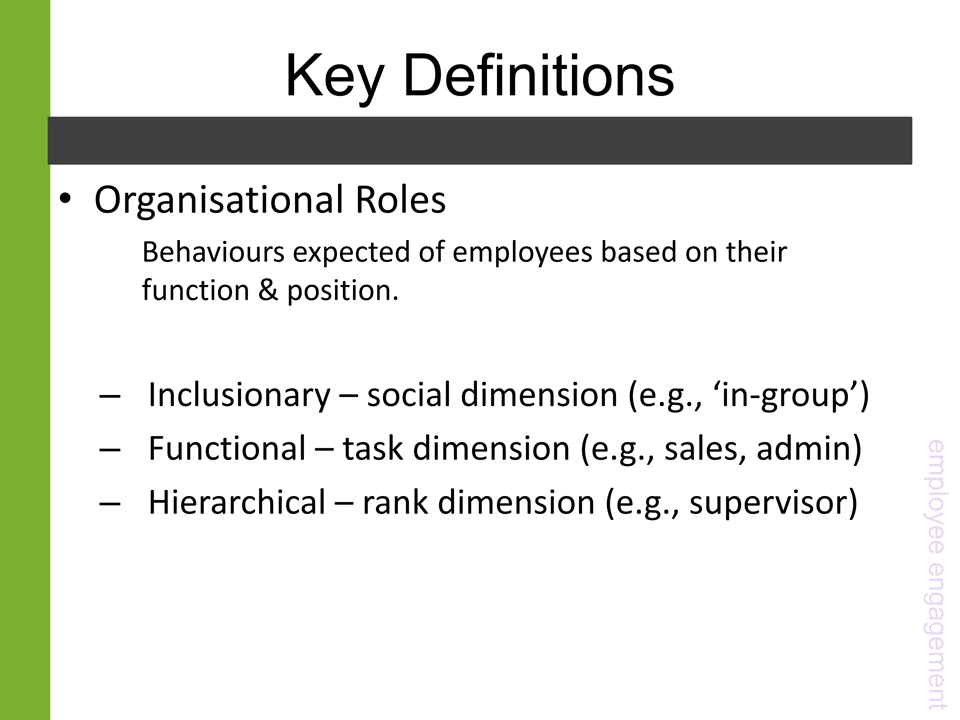 Key Definitions
• Organisational Roles
Behaviours expected of employees based on their
function & position.
– Inclusionary – social dimension (e.g., ‘in-group’)
– Functional – task dimension (e.g., sales, admin)
– Hierarchical – rank dimension (e.g., supervisor)
employee engagement